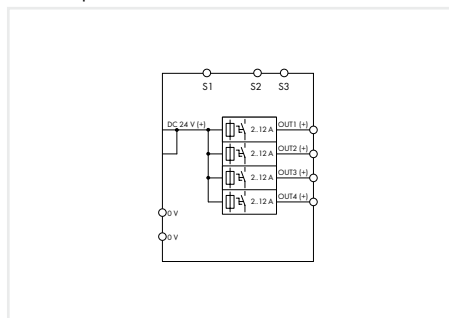 S1 S2 S3
DC 24 V (+)
2...12 A OUT1 (+)
2...12 A OUT2 (+)
2...12 A OUT3 (+)
2...12 A OUT4 (+)
0 V
0 V